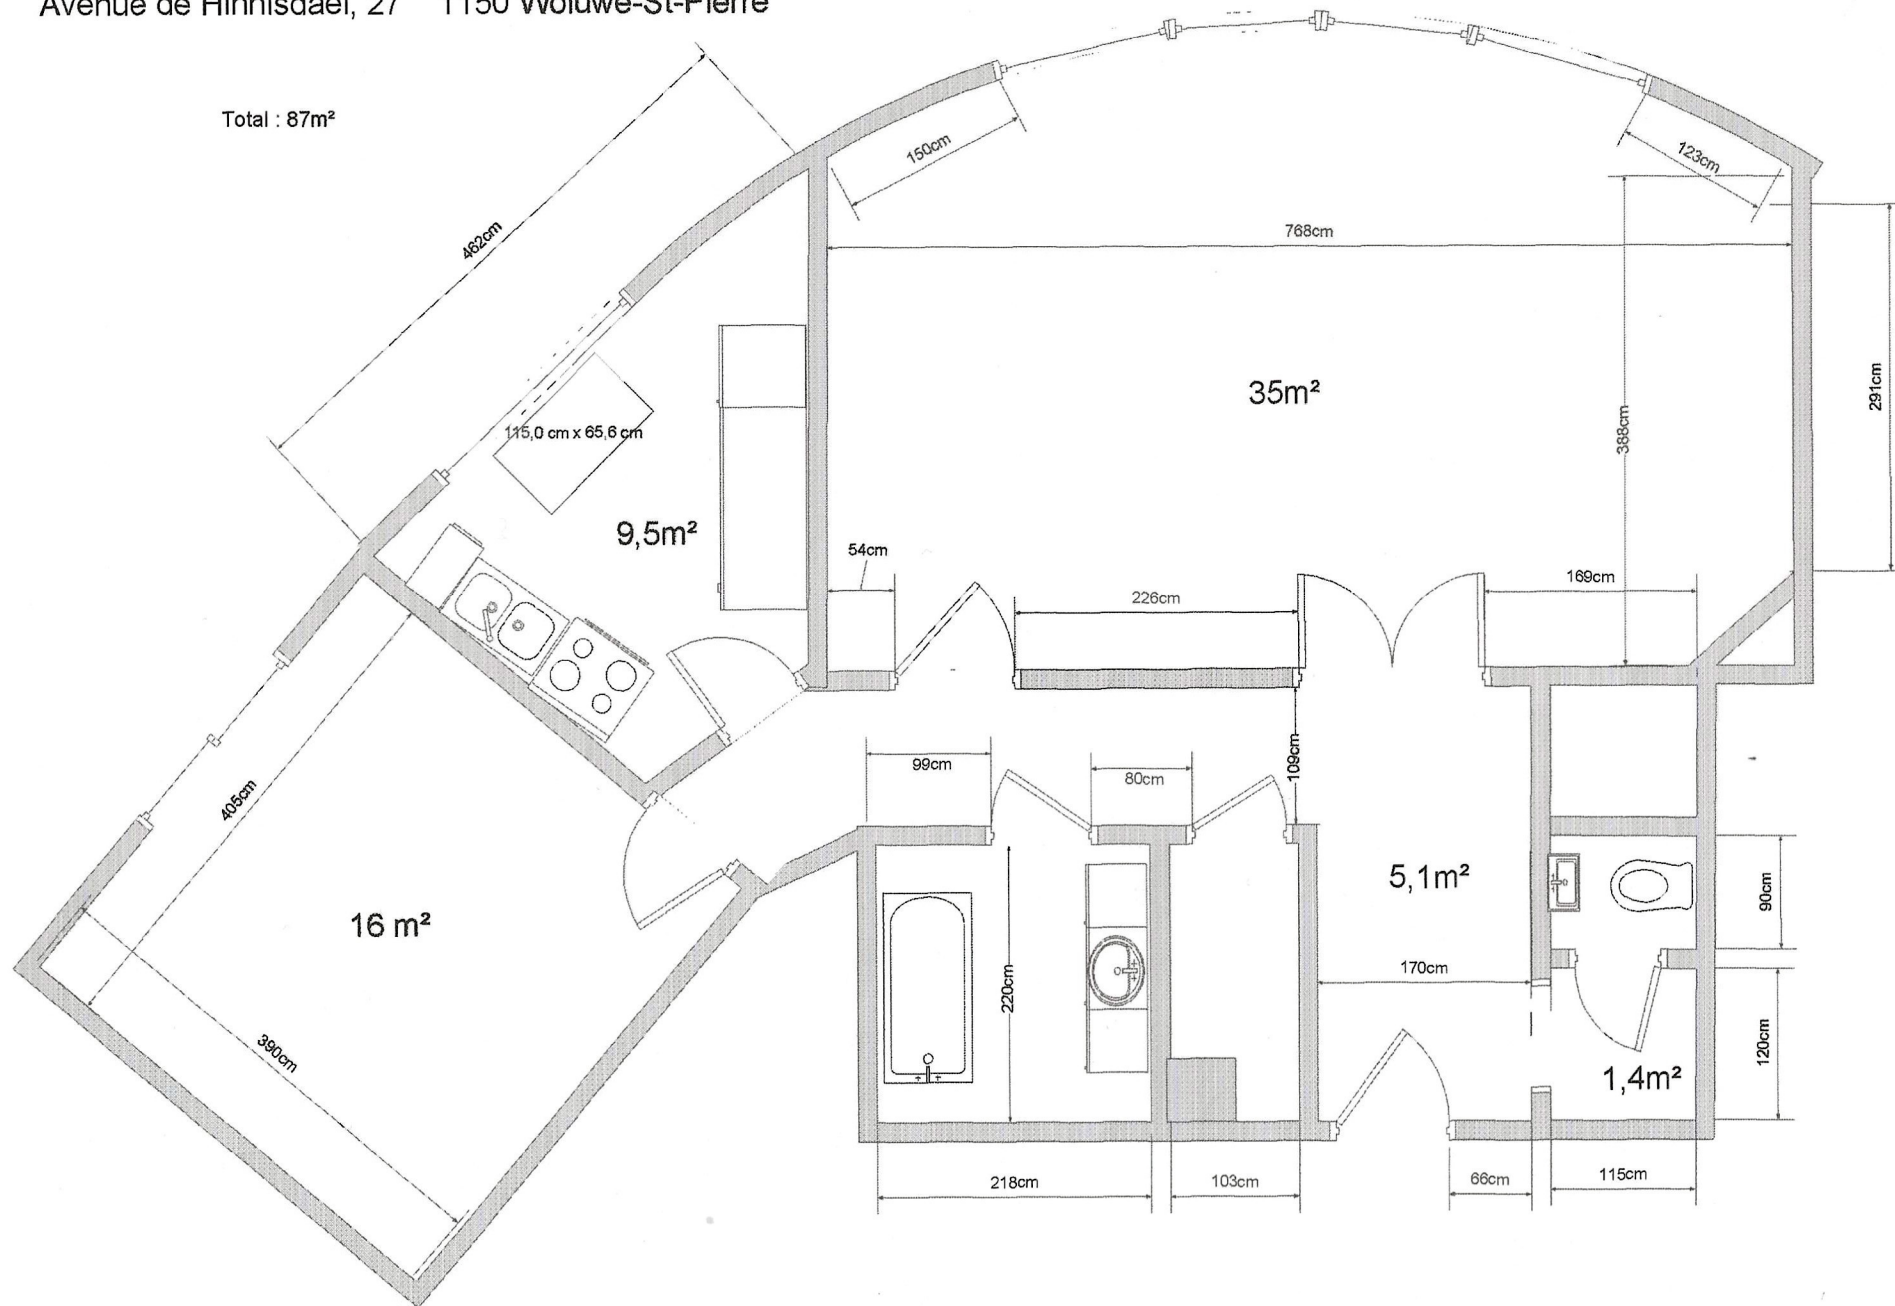 Avenue de Hinnisdael, 27 1150 Woluwe-St-Pierre
Total : 87m²
150cm
123cm
462cm
768cm
291cm
35m²
388cm
115,0 cm x 65,6 cm
9,5m²
54cm
226cm
169cm
109cm
99cm
80cm
405cm
5,1m²
90cm
16 m²
170cm
220cm
120cm
390cm
1,4m²
218cm
103cm
66cm
115cm